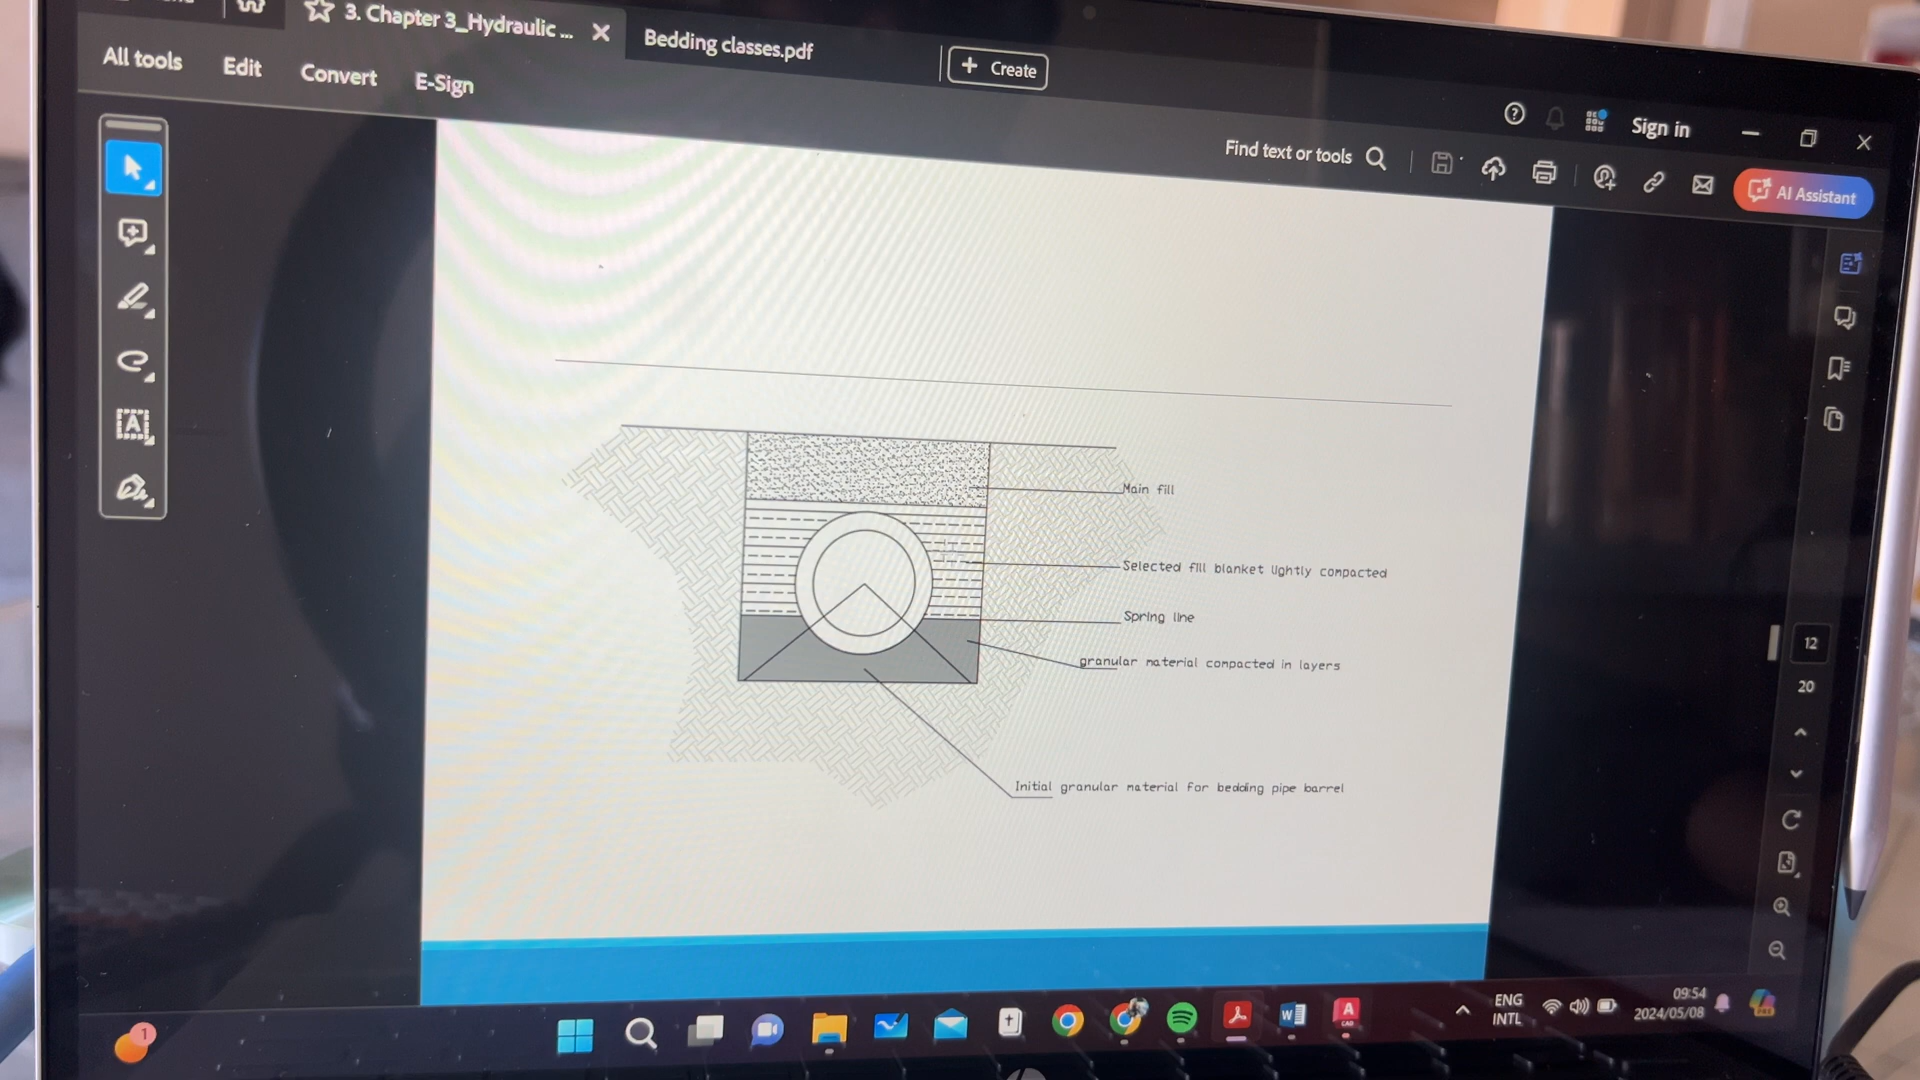 3. Chapter 3_Hydraulic ...
Bedding classes.pdf
Create
All tools
Edit
Convert
E-Sign
Sign in
Find text or tools
AI Assistant
Main fill
Selected fill blanket lightly compacted
Spring line
granular material compacted in layers
Initial granular material for bedding pipe barrel
12
20
ENG
INTL
09:54
2024/05/08
1
A
CAD
W